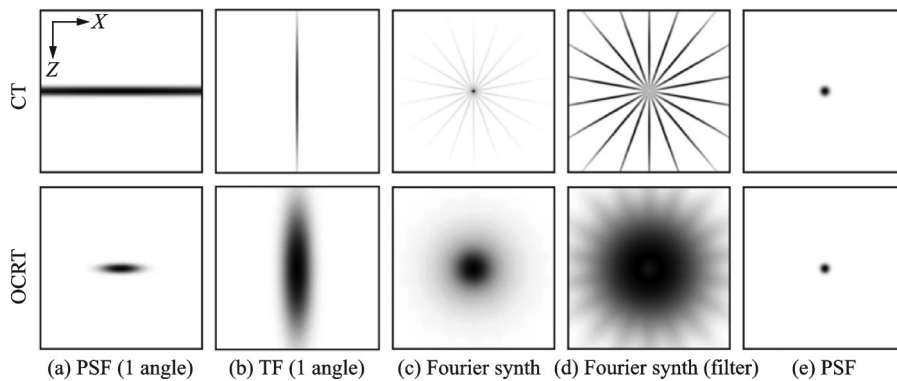 X
Z
CT
OCRT
(a) PSF (1 angle)
(b) TF (1 angle)
(c) Fourier synth
(d) Fourier synth (filter)
(e) PSF